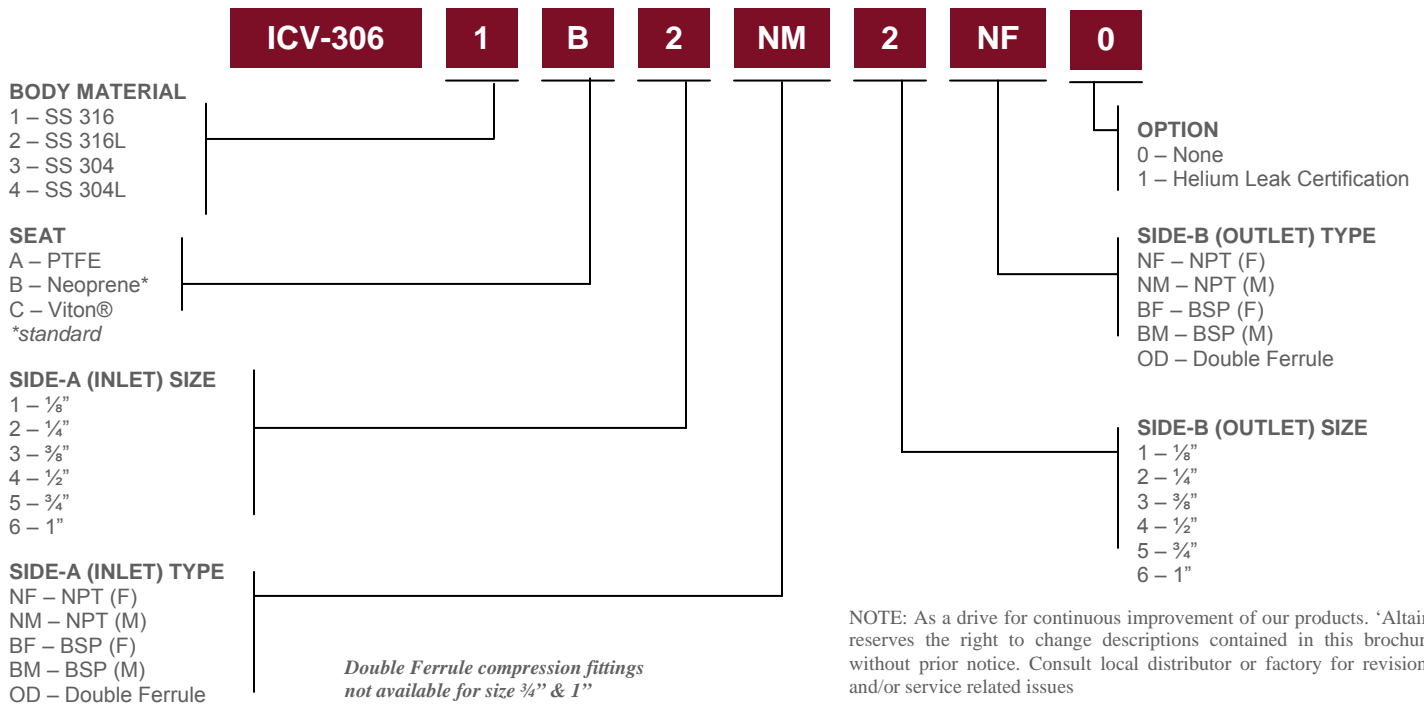 ICV-306 1 B 2 NM 2 NF 0
BODY MATERIAL
1 – SS 316
2 – SS 316L
3 – SS 304
4 – SS 304L
SEAT
A – PTFE
B – Neoprene*
C – Viton®
*standard
SIDE-A (INLET) SIZE
1 – ⅛”
2 – ¼”
3 – ⅜”
4 – ½”
5 – ¾”
6 – 1”
SIDE-A (INLET) TYPE
NF – NPT (F)
NM – NPT (M)
BF – BSP (F)
BM – BSP (M)
OD – Double Ferrule
Double Ferrule compression fittings
not available for size ¾” & 1”
OPTION
0 – None
1 – Helium Leak Certification
SIDE-B (OUTLET) TYPE
NF – NPT (F)
NM – NPT (M)
BF – BSP (F)
BM – BSP (M)
OD – Double Ferrule
SIDE-B (OUTLET) SIZE
1 – ⅛”
2 – ¼”
3 – ⅜”
4 – ½”
5 – ¾”
6 – 1”
NOTE: As a drive for continuous improvement of our products. ‘Altair
reserves the right to change descriptions contained in this brochur
without prior notice. Consult local distributor or factory for revision
and/or service related issues